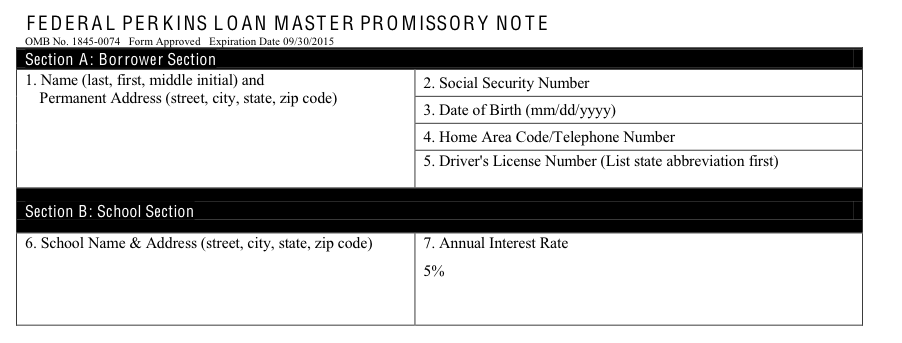 FEDERAL PERKINS LOAN MASTER PROMISSORY NOTE
OMB No. 1845-0074 Form Approved Expiration Date 09/30/2015
Section A: Borrower Section
1. Name (last, first, middle initial) and
Permanent Address (street, city, state, zip code)
2. Social Security Number
3. Date of Birth (mm/dd/yyyy)
4. Home Area Code/Telephone Number
5. Driver's License Number (List state abbreviation first)
Section B: School Section
6. School Name & Address (street, city, state, zip code)
7. Annual Interest Rate
5%